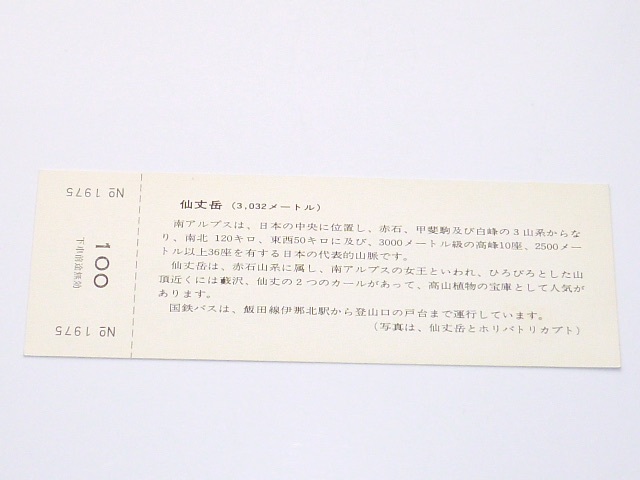 仙丈岳 (3,032メートル)
南アルプスは、日本の中央に位置し、赤石、甲斐駒及び白峰の3山系からな
り、南北 120キロ、東西50キロに及び、3000メートル級の高峰10座、2500メー
トル以上36座を有する日本の代表的山脈です。
仙丈岳は、赤石山系に属し、南アルプスの女王といわれ、ひろびろとした山
頂近くには藪沢、仙丈の2つのカールがあって、高山植物の宝庫として人気が
あります。
国鉄バスは、飯田線伊那北駅から登山口の戸台まで運行しています。
(写真は、仙丈岳とホリバトリカブト)
No 1975
100
下車前途無効
No 1975